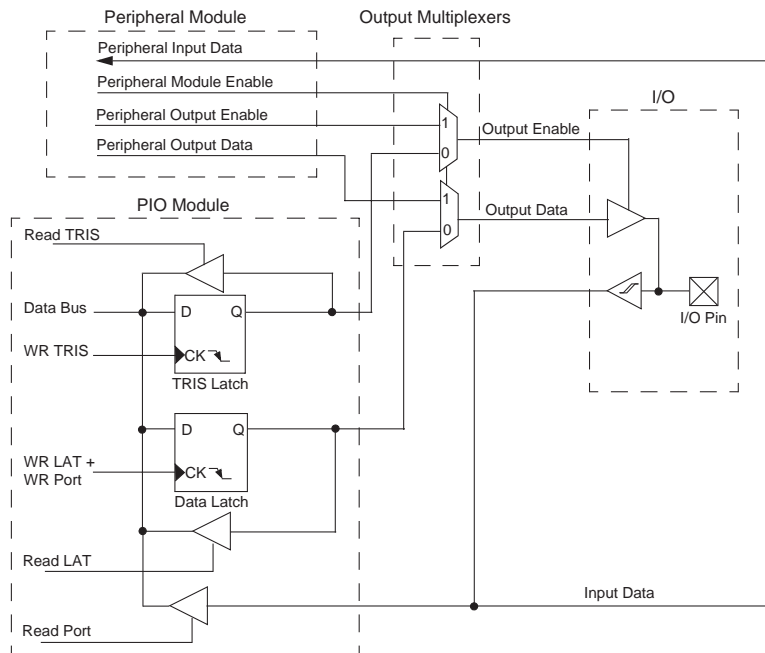 Peripheral Module
Output Multiplexers
Peripheral Input Data
Peripheral Module Enable
Peripheral Output Enable
Peripheral Output Data
I/O
1
0
Output Enable
1
0
Output Data
I/O Pin
PIO Module
Read TRIS
Data Bus
D
Q
WR TRIS
CK
TRIS Latch
D
Q
WR LAT +
WR Port
CK
Data Latch
Read LAT
Input Data
Read Port